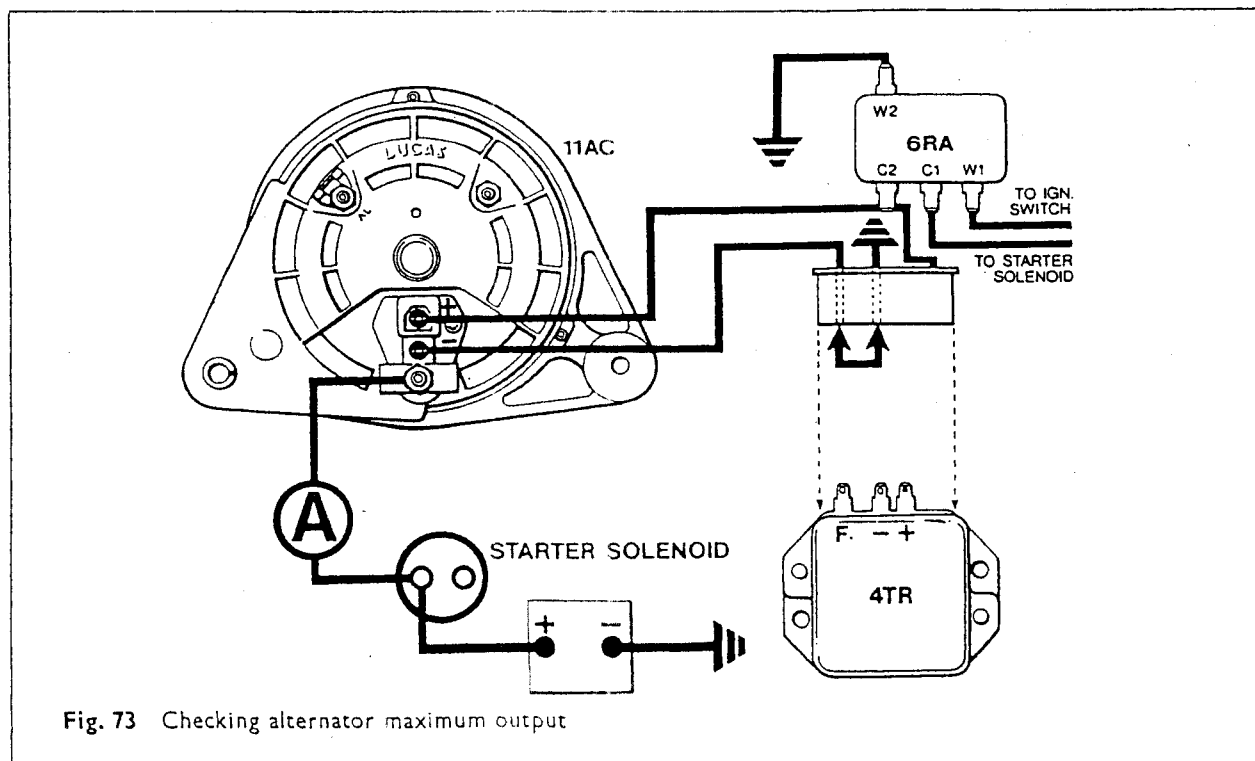 W2
6RA
C2 C1 W1
11AC
LUCAS
TO IGN.
SWITCH
TO STARTER
SOLENOID
+
−
A
STARTER SOLENOID
+ −
F. − +
4TR
Fig. 73 Checking alternator maximum output